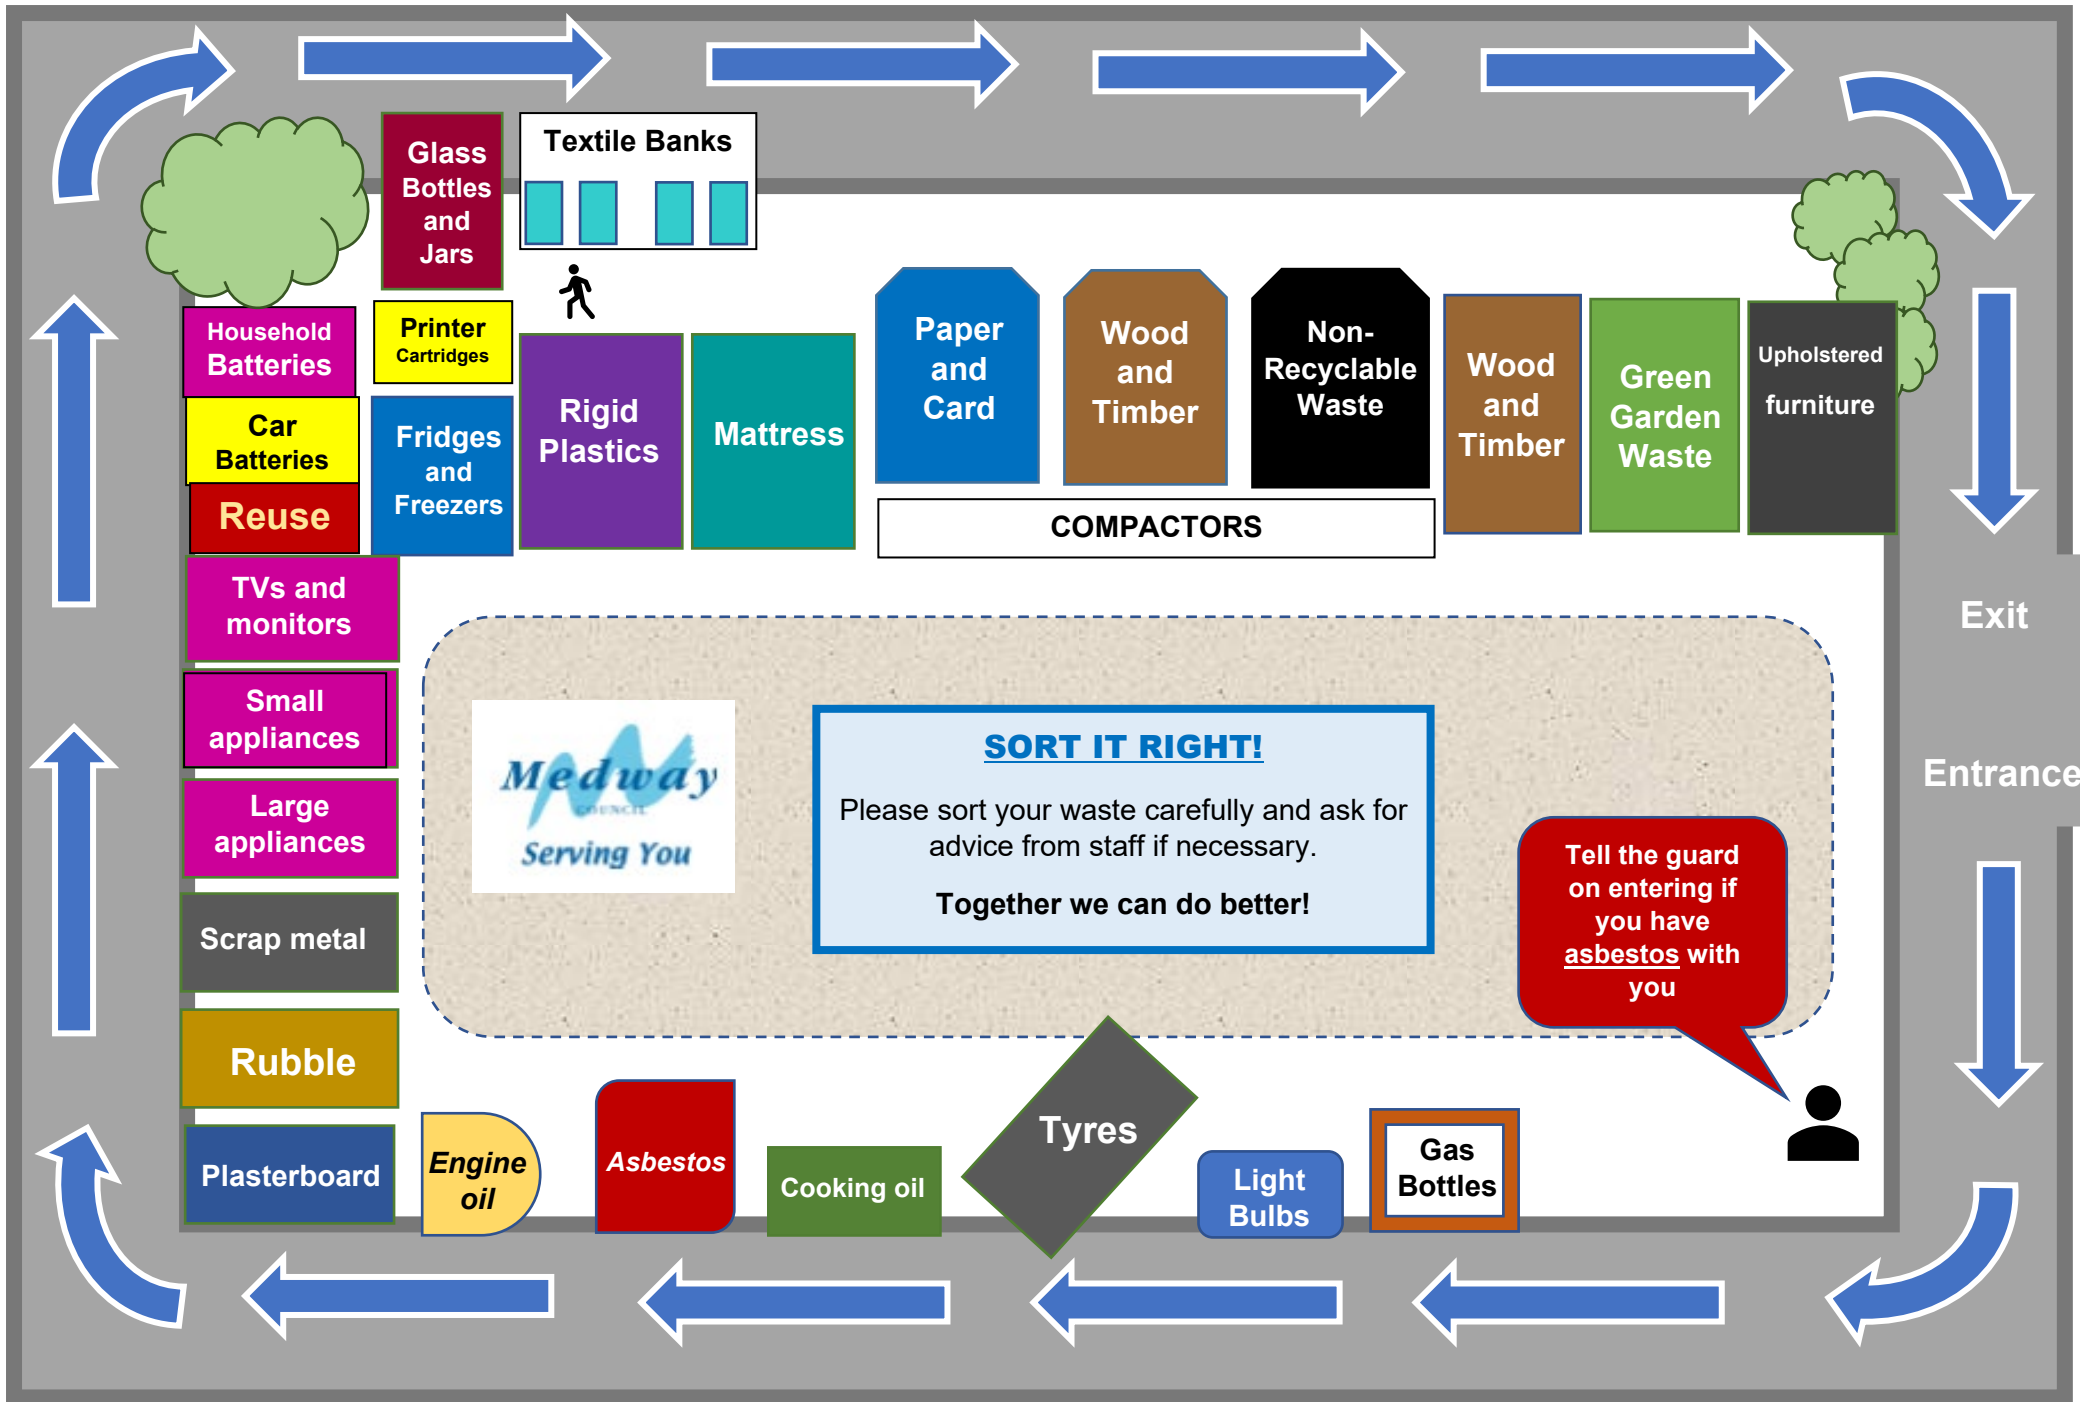 Textile Banks
Glass
Bottles
and
Jars
Household
Batteries
Printer
Cartridges
Car
Batteries
Reuse
Fridges
and
Freezers
Rigid
Plastics
Mattress
Paper
and
Card
Wood
and
Timber
Non-
Recyclable
Waste
Wood
and
Timber
Green
Garden
Waste
Upholstered
furniture
COMPACTORS
TVs and
monitors
Small
appliances
Large
appliances
Scrap metal
Rubble
Plasterboard
Medway
COUNCIL
Serving You
SORT IT RIGHT!
Please sort your waste carefully and ask for
advice from staff if necessary.
Together we can do better!
Exit
Entrance
Tell the guard
on entering if
you have
asbestos with
you
Engine
oil
Asbestos
Cooking oil
Tyres
Light
Bulbs
Gas
Bottles